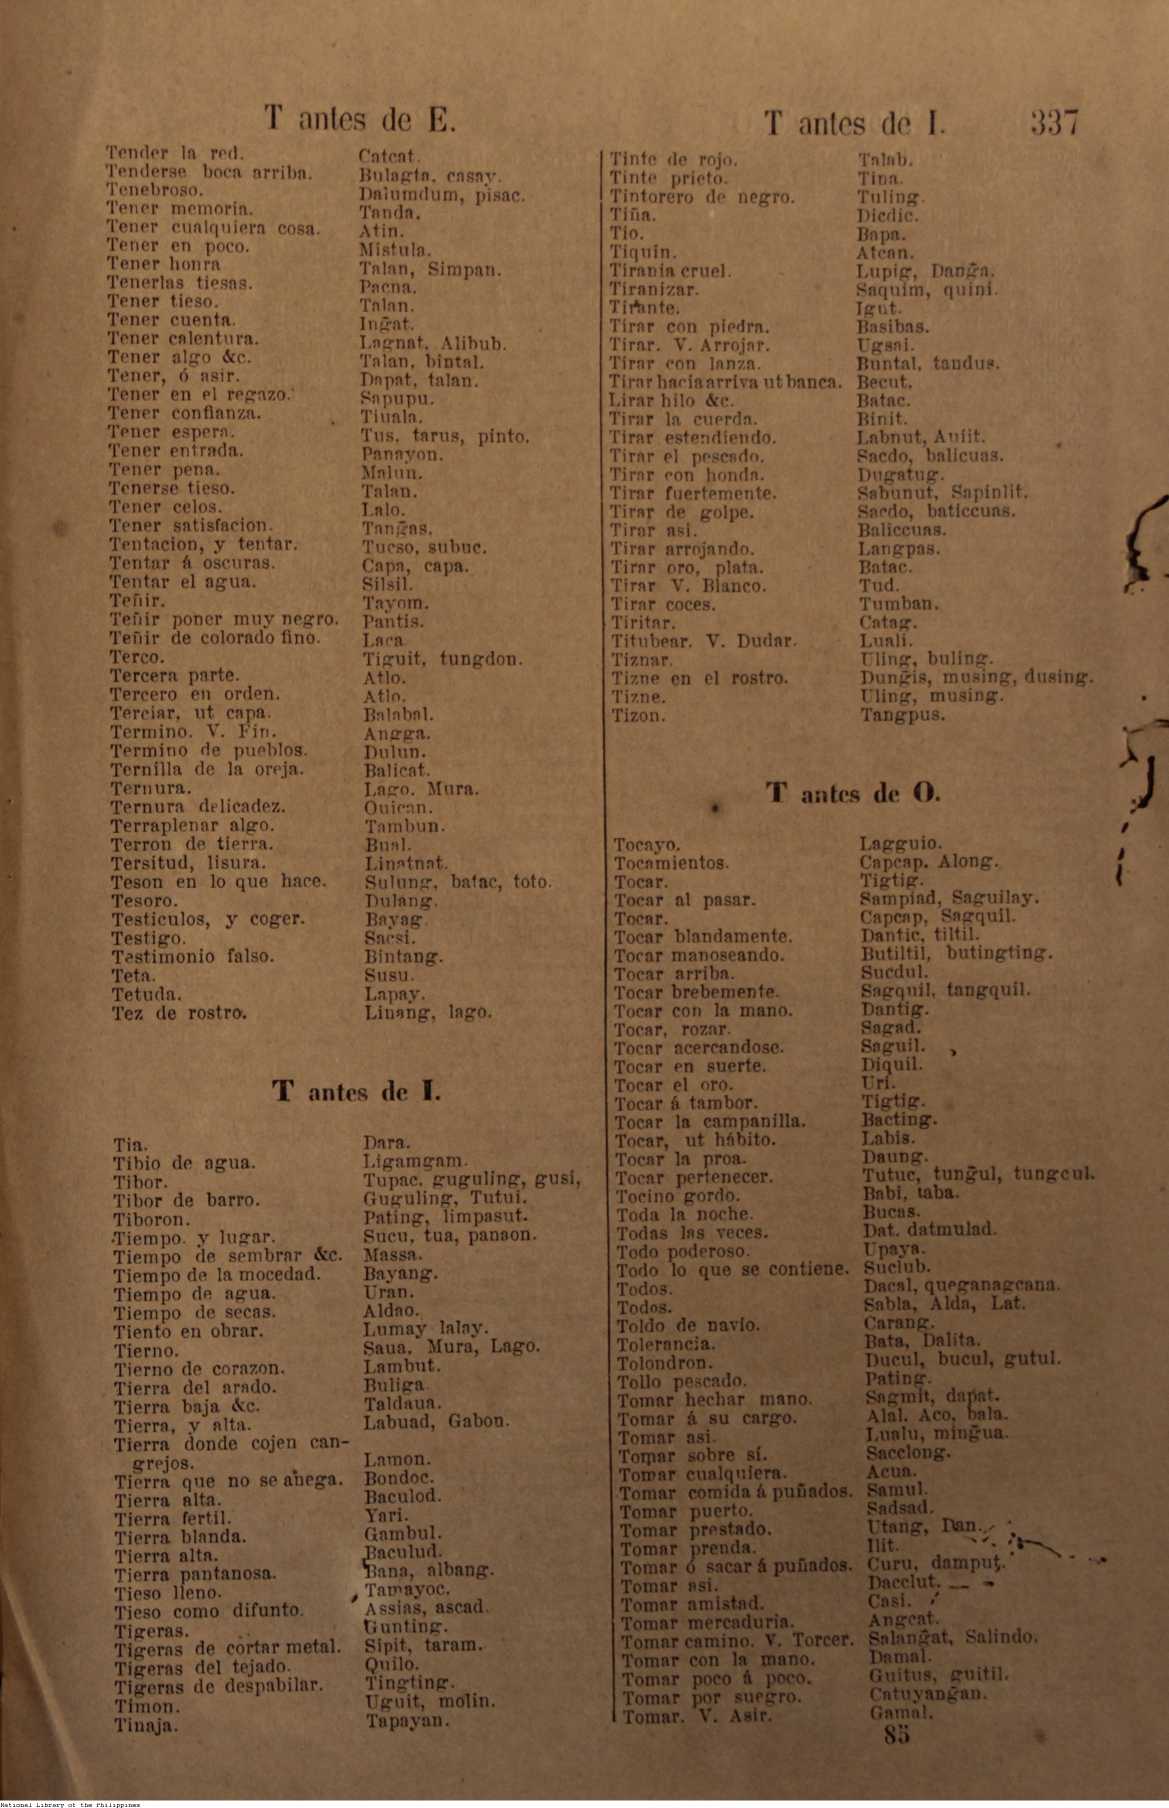 T antes de E.
Tender la red. Catcat.
Tenderse boca arriba. Bulagta, casay.
Tenebroso. Dalumdum, pisac.
Tener memoria. Tanda.
Tener cualquiera cosa. Atin.
Tener en poco. Mistula.
Tener honra Talan, Simpan.
Tenerlas tiesas. Pacna.
Tener tieso. Talan.
Tener cuenta. Ing̃at.
Tener calentura. Lagnat, Alibub.
Tener algo &c. Talan, bintal.
Tener, ó asir. Dapat, talan.
Tener en el regazo. Sapupu.
Tener confianza. Tiuala.
Tener espera. Tus, tarus, pinto.
Tener entrada. Panayon.
Tener pena. Malun.
Tenerse tieso. Talan.
Tener celos. Lalo.
Tener satisfacion. Tang̃as.
Tentacion, y tentar. Tucso, subuc.
Tentar á oscuras. Capa, capa.
Tentar el agua. Silsil.
Teñir. Tayom.
Teñir poner muy negro. Pantis.
Teñir de colorado fino. Laca
Terco. Tiguit, tungdon.
Tercera parte. Atlo.
Tercero en orden. Atlo.
Terciar, ut capa. Balabal.
Termino. V. Fin. Angga.
Termino de pueblos. Dulun.
Ternilla de la oreja. Balicat.
Ternura. Lago. Mura.
Ternura delicadez. Ouican.
Terraplenar algo. Tambun.
Terron de tierra. Bual.
Tersitud, lisura. Linatnat.
Teson en lo que hace. Sulung, batac, toto.
Tesoro. Dulang.
Testiculos, y coger. Bayag
Testigo. Sacsi.
Testimonio falso. Bintang.
Teta. Susu.
Tetuda. Lapay.
Tez de rostro. Linang, lago.
T antes de I.
Tia. Dara.
Tibio de agua. Ligamgam.
Tibor. Tupac, guguling, gusi,
Tibor de barro. Guguling, Tutui.
Tiboron. Pating, limpasut.
Tiempo. y lugar. Sucu, tua, panaon.
Tiempo de sembrar &c. Massa.
Tiempo de la mocedad. Bayang.
Tiempo de agua. Uran.
Tiempo de secas. Aldao.
Tiento en obrar. Lumay lalay.
Tierno. Saua, Mura, Lago.
Tierno de corazon. Lambut.
Tierra del arado. Buliga
Tierra baja &c. Taldaua.
Tierra, y alta. Labuad, Gabon.
Tierra donde cojen can-
grejos. Lamon.
Tierra que no se anega. Bondoc.
Tierra alta. Baculod.
Tierra fertil. Yari.
Tierra blanda. Gambul.
Tierra alta. Baculud.
Tierra pantanosa. Bana, albang.
Tieso lleno. Tamayoc.
Tieso como difunto. Assias, ascad.
Tigeras. Gunting.
Tigeras de cortar metal. Sipit, taram.
Tigeras del tejado. Quilo.
Tigeras de despabilar. Tingting.
Timon. Uguit, molin.
Tinaja. Tapayan.
T antes de I. 337
Tinte de rojo. Talab.
Tinte prieto. Tina.
Tintorero de negro. Tuling.
Tiña. Dicdic.
Tio. Bapa.
Tiquin. Atcan.
Tirania cruel. Lupig, Dang̃a.
Tiranizar. Saquim, quini.
Tirante. Igut.
Tirar con piedra. Basibas.
Tirar. V. Arrojar. Ugsai.
Tirar con lanza. Buntal, tandus.
Tirar hacia arriva ut banca. Becut.
Lirar hilo &c. Batac.
Tirar la cuerda. Binit.
Tirar estendiendo. Labnut, Auiit.
Tirar el pescado. Sacdo, balicuas.
Tirar con honda. Dugatug.
Tirar fuertemente. Sabunut, Sapinlit.
Tirar de golpe. Sacdo, baticcuas.
Tirar asi. Baliccuas.
Tirar arrojando. Langpas.
Tirar oro, plata. Batac.
Tirar V. Blanco. Tud.
Tirar coces. Tumban.
Tiritar. Catag.
Titubear. V. Dudar. Luali.
Tiznar. Uling, buling.
Tizne en el rostro. Dung̃is, musing, dusing.
Tizne. Uling, musing.
Tizon. Tangpus.
T antes de O.
Tocayo. Lagguio.
Tocamientos. Capcap. Along.
Tocar. Tigtig.
Tocar al pasar. Sampiad, Saguilay.
Tocar. Capcap, Sagquil.
Tocar blandamente. Dantic, tiltil.
Tocar manoseando. Butiltil, butingting.
Tocar arriba. Sucdul.
Tocar brebemente. Sagquil, tangquil.
Tocar con la mano. Dantig.
Tocar, rozar. Sagad.
Tocar acercandose. Saguil.
Tocar en suerte. Diquil.
Tocar el oro. Uri.
Tocar á tambor. Tigtig.
Tocar la campanilla. Bacting.
Tocar, ut hábito. Labis.
Tocar la proa. Daung.
Tocar pertenecer. Tutuc, tung̃ul, tungcul.
Tocino gordo. Babi, taba.
Toda la noche. Bucas.
Todas las veces. Dat. datmulad.
Todo poderoso. Upaya.
Todo lo que se contiene. Suclub.
Todos. Dacal, queganagcana.
Todos. Sabla, Alda, Lat.
Toldo de navio. Carang.
Tolerancia. Bata, Dalita.
Tolondron. Ducul, bucul, gutul.
Tollo pescado. Pating.
Tomar hechar mano. Sagmit, dapat.
Tomar á su cargo. Alal. Aco, bala.
Tomar asi. Lualu, ming̃ua.
Tomar sobre sí. Sacclong.
Tomar cualquiera. Acua.
Tomar comida á puñados. Samul.
Tomar puerto. Sadsad.
Tomar prestado. Utang, Dan.
Tomar prenda. Ilit.
Tomar ó sacar á puñados. Curu, damput.
Tomar asi. Dacclut.
Tomar amistad. Casi.
Tomar mercaduria. Angcat.
Tomar camino. V. Torcer. Salang̃at, Salindo.
Tomar con la mano. Damal.
Tomar poco á poco. Guitus, guitil.
Tomar por suegro. Catuyang̃an.
Tomar. V. Asir. Gamal.
85
National Library of the Philippines